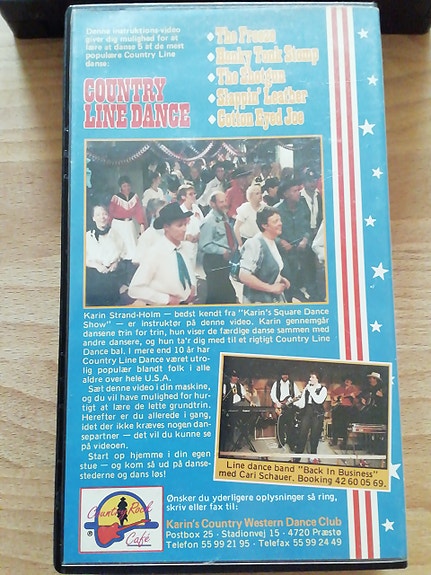 Denne instruktions-video
giver dig mulighed for at
lære at danse 5 af de mest
populære Country Line
danse:
COUNTRY
LINE DANCE
The Freeze
Honky Tonk Stomp
The Shotgun
Slappin' Leather
Cotton Eyed Joe
Karin Strand-Holm – bedst kendt fra "Karin's Square Dance
Show" – er instruktør på denne video. Karin gennemgår
dansene trin for trin, hun viser de færdige danse sammen med
andre dansere, og hun ta'r dig med til et rigtigt Country Line
Dance bal. I mere end 10 år har
Country Line Dance været utro-
lig populær blandt folk i alle
aldre over hele U.S.A.
Sæt denne video i din maskine,
og du vil have mulighed for hur-
tigt at lære de lette grundtrin.
Herefter er du allerede i gang,
idet der ikke kræves nogen dan-
separtner – det vil du kunne se
på videoen.
Start op hjemme i din egen
stue – og kom så ud på danse-
stederne og dans løs!
Line dance band "Back In Business"
med Cari Schauer. Booking 42 60 05 69.
Country Road
Café
®
Ønsker du yderligere oplysninger så ring,
skriv eller fax til:
Karin's Country Western Dance Club
Postbox 25 - Stadionvej 15 - 4720 Præstø
Telefon 55 99 21 95 - Telefax 55 99 24 49